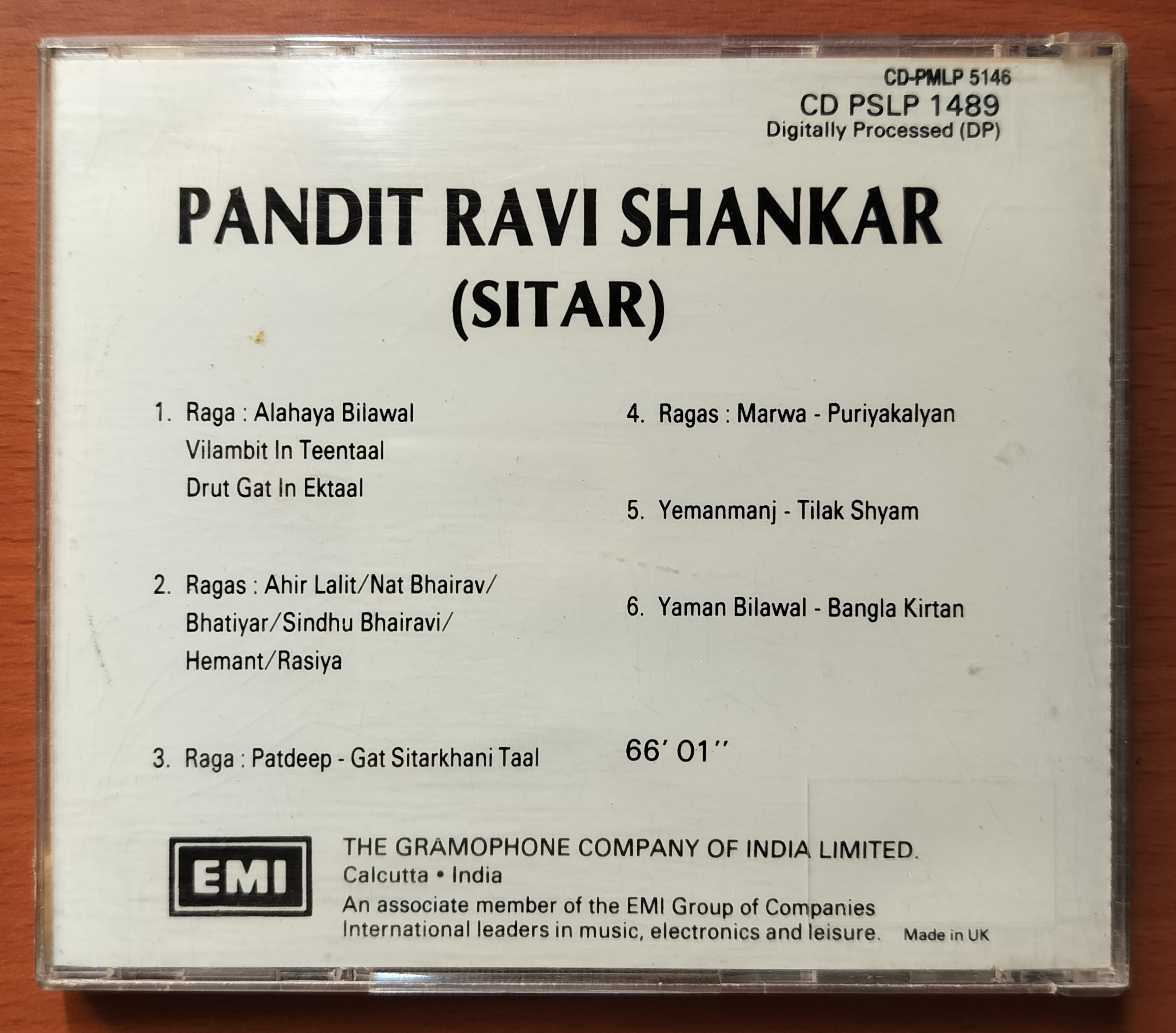 CD-PMLP 5146
CD PSLP 1489
Digitally Processed (DP)
PANDIT RAVI SHANKAR
(SITAR)
1. Raga : Alahaya Bilawal
Vilambit In Teentaal
Drut Gat In Ektaal
2. Ragas : Ahir Lalit/Nat Bhairav/
Bhatiyar/Sindhu Bhairavi/
Hemant/Rasiya
3. Raga : Patdeep - Gat Sitarkhani Taal
4. Ragas : Marwa - Puriyakalyan
5. Yemanmanj - Tilak Shyam
6. Yaman Bilawal - Bangla Kirtan
66' 01''
EMI
THE GRAMOPHONE COMPANY OF INDIA LIMITED.
Calcutta • India
An associate member of the EMI Group of Companies
International leaders in music, electronics and leisure. Made in UK